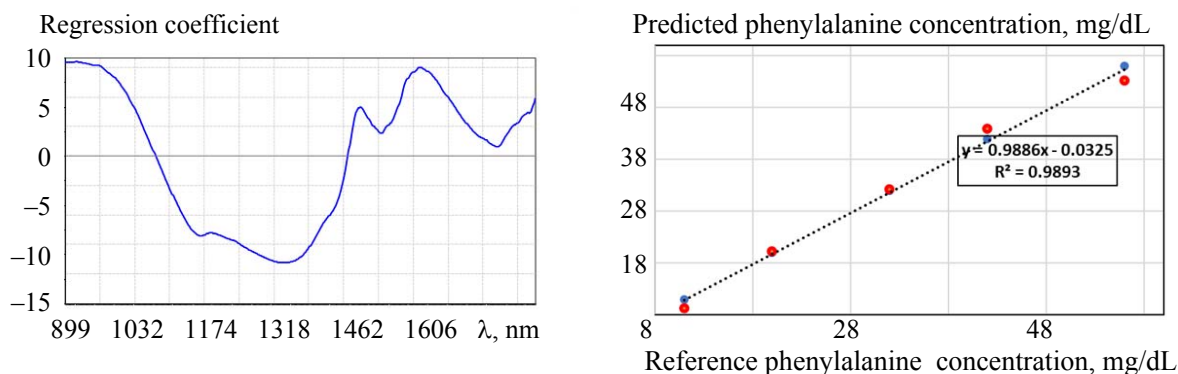 Regression coefficient
10
5
0
–5
–10
–15
899 1032 1174 1318 1462 1606 λ, nm
Predicted phenylalanine concentration, mg/dL
48
38
28
18
y = 0.9886x - 0.0325
R² = 0.9893
8 28 48
Reference phenylalanine concentration, mg/dL